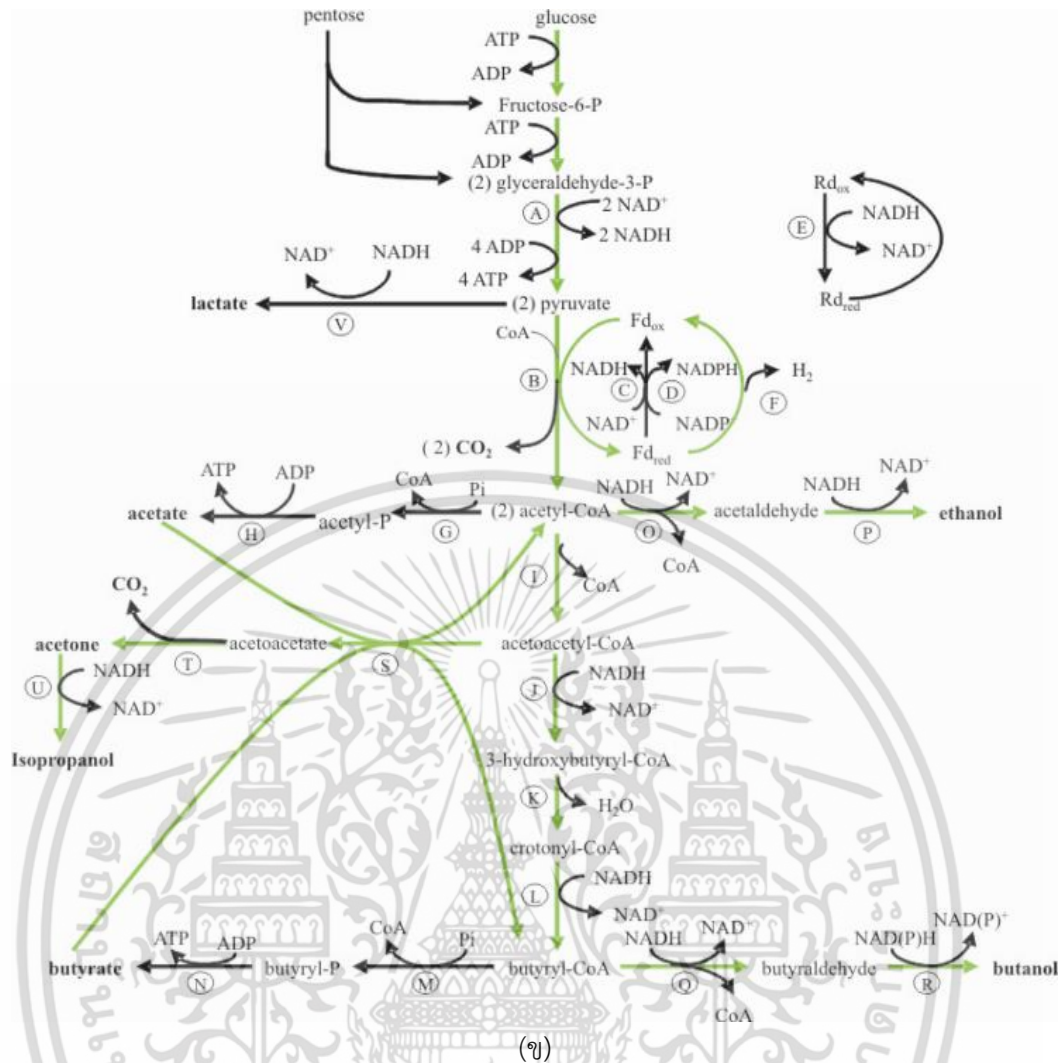 pentose glucose
ATP
ADP
Fructose-6-P
ATP
ADP
(2) glyceraldehyde-3-P
A 2 NAD+
2 NADH
4 ADP
4 ATP
Rdox
E NADH
NAD+
Rdred
NAD+ NADH
lactate (2) pyruvate
V
CoA Fdox
B NADH C D NADPH H2
F
NAD+ NADP
(2) CO2 Fdred
ATP ADP CoA Pi NADH NAD+ NADH NAD+
acetate acetyl-P (2) acetyl-CoA acetaldehyde ethanol
H G O P
CoA
I CoA
CO2
acetone acetoacetate acetoacetyl-CoA
T S
U NADH
NAD+
J NADH
NAD+
Isopropanol 3-hydroxybutyryl-CoA
K H2O
crotonyl-CoA
L NADH
NAD+
ATP ADP CoA Pi NADH NAD+ NAD(P)H NAD(P)+
butyrate butyryl-P butyryl-CoA butyraldehyde butanol
N M Q R
CoA
(ข)